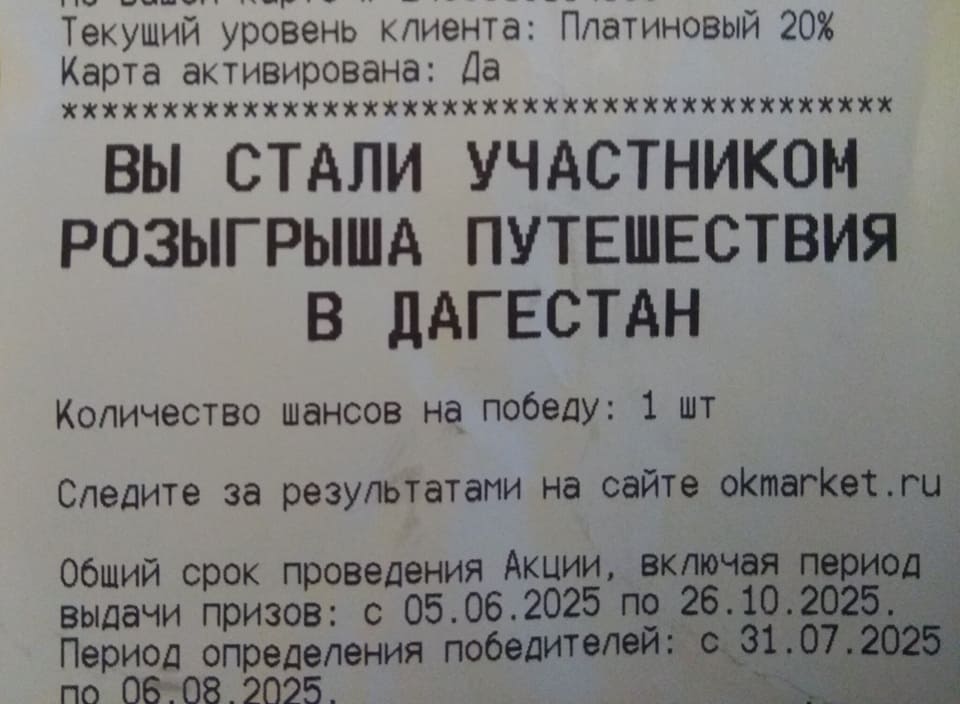 Текущий уровень клиента: Платиновый 20%
Карта активирована: Да
*****************************************
ВЫ СТАЛИ УЧАСТНИКОМ
РОЗЫГРЫША ПУТЕШЕСТВИЯ
В ДАГЕСТАН
Количество шансов на победу: 1 шт
Следите за результатами на сайте okmarket.ru
Общий срок проведения Акции, включая период
выдачи призов: с 05.06.2025 по 26.10.2025.
Период определения победителей: с 31.07.2025
по 06.08.2025.